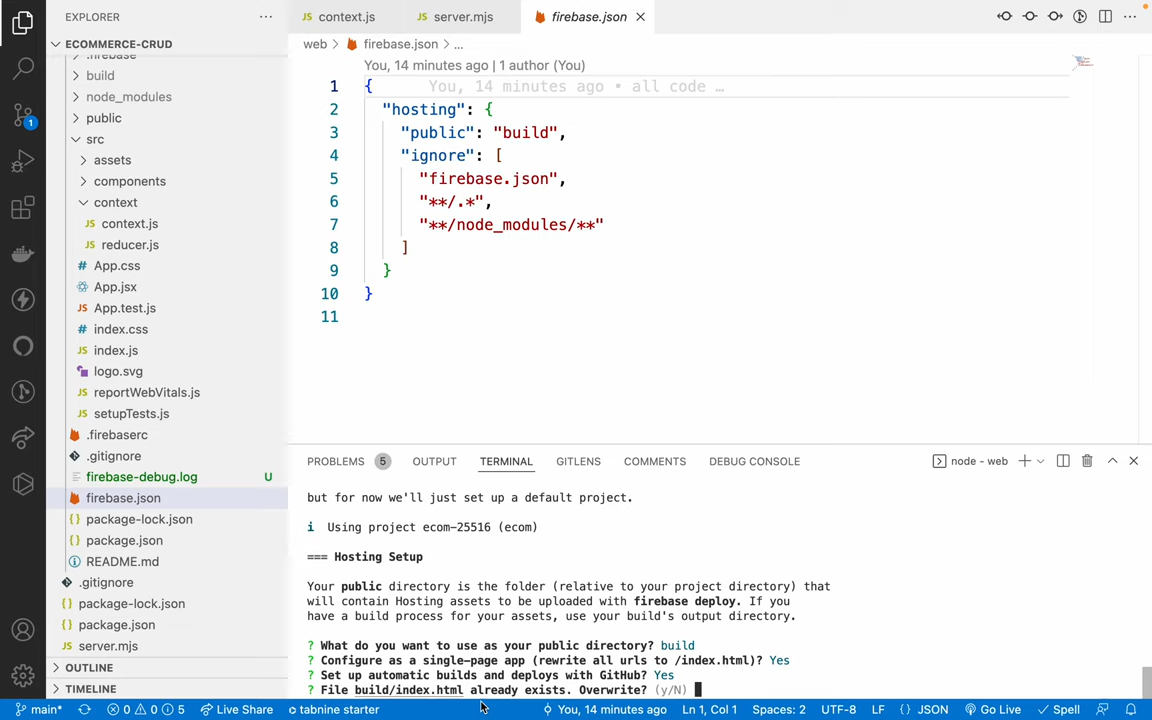 EXPLORER
ECOMMERCE-CRUD
.firebase
build
node_modules
public
src
assets
components
context
JS context.js
JS reducer.js
# App.css
App.jsx
JS App.test.js
# index.css
JS index.js
logo.svg
JS reportWebVitals.js
JS setupTests.js
.firebaserc
.gitignore
firebase-debug.log U
firebase.json
{} package-lock.json
{} package.json
README.md
.gitignore
{} package-lock.json
{} package.json
JS server.mjs
OUTLINE
TIMELINE
1
JS context.js JS server.mjs firebase.json
web > firebase.json > ...
You, 14 minutes ago | 1 author (You)
1 { You, 14 minutes ago • all code …
2 "hosting": {
3 "public": "build",
4 "ignore": [
5 "firebase.json",
6 "**/.*",
7 "**/node_modules/**"
8 ]
9 }
10 }
11
PROBLEMS 5 OUTPUT TERMINAL GITLENS COMMENTS DEBUG CONSOLE node - web
but for now we'll just set up a default project.
i Using project ecom-25516 (ecom)
=== Hosting Setup
Your public directory is the folder (relative to your project directory) that
will contain Hosting assets to be uploaded with firebase deploy. If you
have a build process for your assets, use your build's output directory.
? What do you want to use as your public directory? build
? Configure as a single-page app (rewrite all urls to /index.html)? Yes
? Set up automatic builds and deploys with GitHub? Yes
? File build/index.html already exists. Overwrite? (y/N)
main* 0 0 5 Live Share tabnine starter You, 14 minutes ago Ln 1, Col 1 Spaces: 2 UTF-8 LF {} JSON Go Live Spell